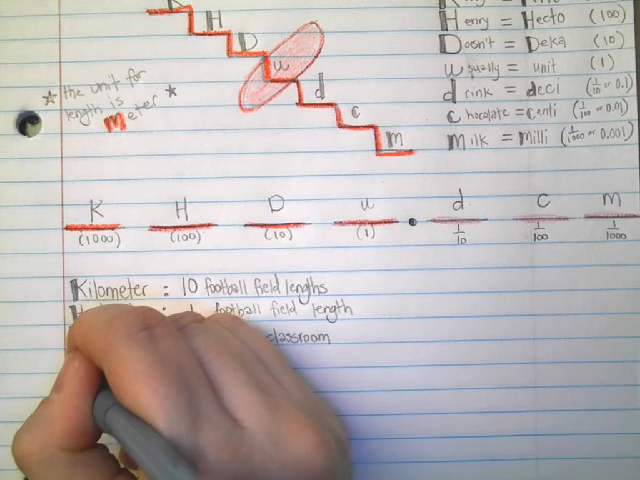 K
H
D
u
d
c
m
☆ the unit for ☆
length is
meter
Henry = Hecto (100)
Doesn't = Deka (10)
usually = unit (1)
drink = deci (1/10 or 0.1)
chocolate = centi (1/100 or 0.01)
Milk = Milli (1/1000 or 0.001)
K H D u . d c m
(1000) (100) (10) (1) 1/10 1/100 1/1000
Kilometer : 10 football field lengths
H : 1 football field length
classroom